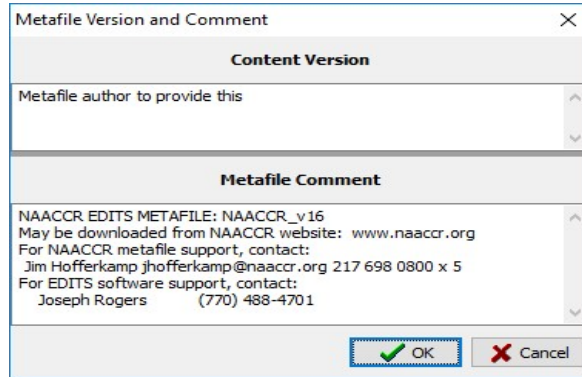 Metafile Version and Comment
Content Version
Metafile author to provide this
Metafile Comment
NAACCR EDITS METAFILE: NAACCR_v16
May be downloaded from NAACCR website: www.naaccr.org
For NAACCR metafile support, contact:
Jim Hofferkamp jhofferkamp@naaccr.org 217 698 0800 x 5
For EDITS software support, contact:
Joseph Rogers (770) 488-4701
OK Cancel